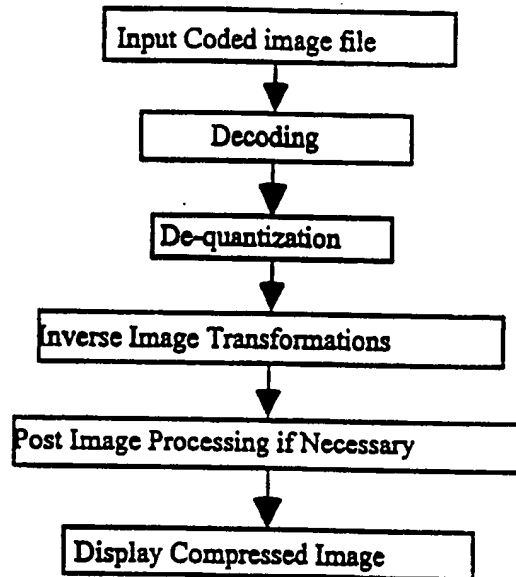 Input Coded image file
Decoding
De-quantization
Inverse Image Transformations
Post Image Processing if Necessary
Display Compressed Image